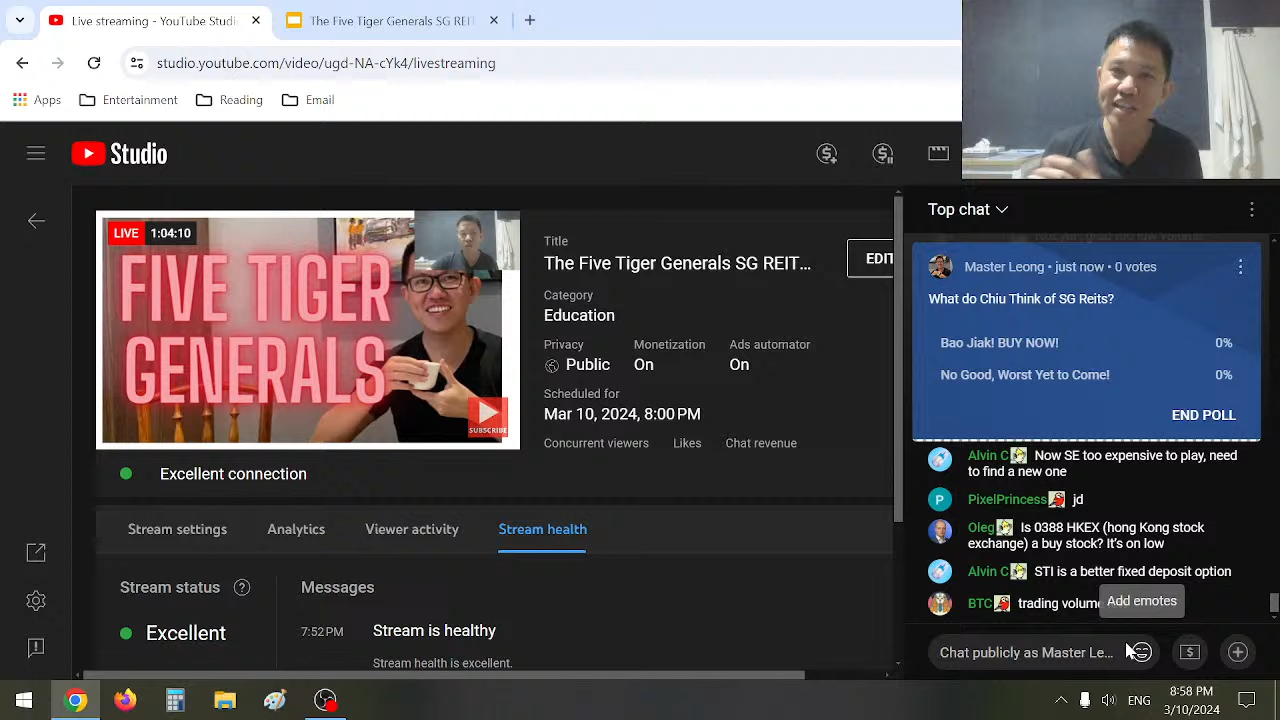 Live streaming - YouTube Studi
The Five Tiger Generals SG REIT
studio.youtube.com/video/ugd-NA-cYk4/livestreaming
Apps
Entertainment
Reading
Email
Studio
LIVE 1:04:10
FIVE TIGER
GENERALS
SUBSCRIBE
Title
The Five Tiger Generals SG REIT...
EDIT
Category
Education
Privacy
Monetization
Ads automator
Public
On
On
Scheduled for
Mar 10, 2024, 8:00 PM
Concurrent viewers
Likes
Chat revenue
Excellent connection
Stream settings
Analytics
Viewer activity
Stream health
Stream status
Messages
Excellent
7:52 PM
Stream is healthy
Stream health is excellent.
Top chat
Master Leong • just now • 0 votes
What do Chiu Think of SG Reits?
Bao Jiak! BUY NOW! 0%
No Good, Worst Yet to Come! 0%
END POLL
Alvin C Now SE too expensive to play, need
to find a new one
P PixelPrincess jd
Oleg Is 0388 HKEX (hong Kong stock
exchange) a buy stock? It's on low
Alvin C STI is a better fixed deposit option
BTC trading volume
Add emotes
Chat publicly as Master Le...
ENG
8:58 PM
3/10/2024